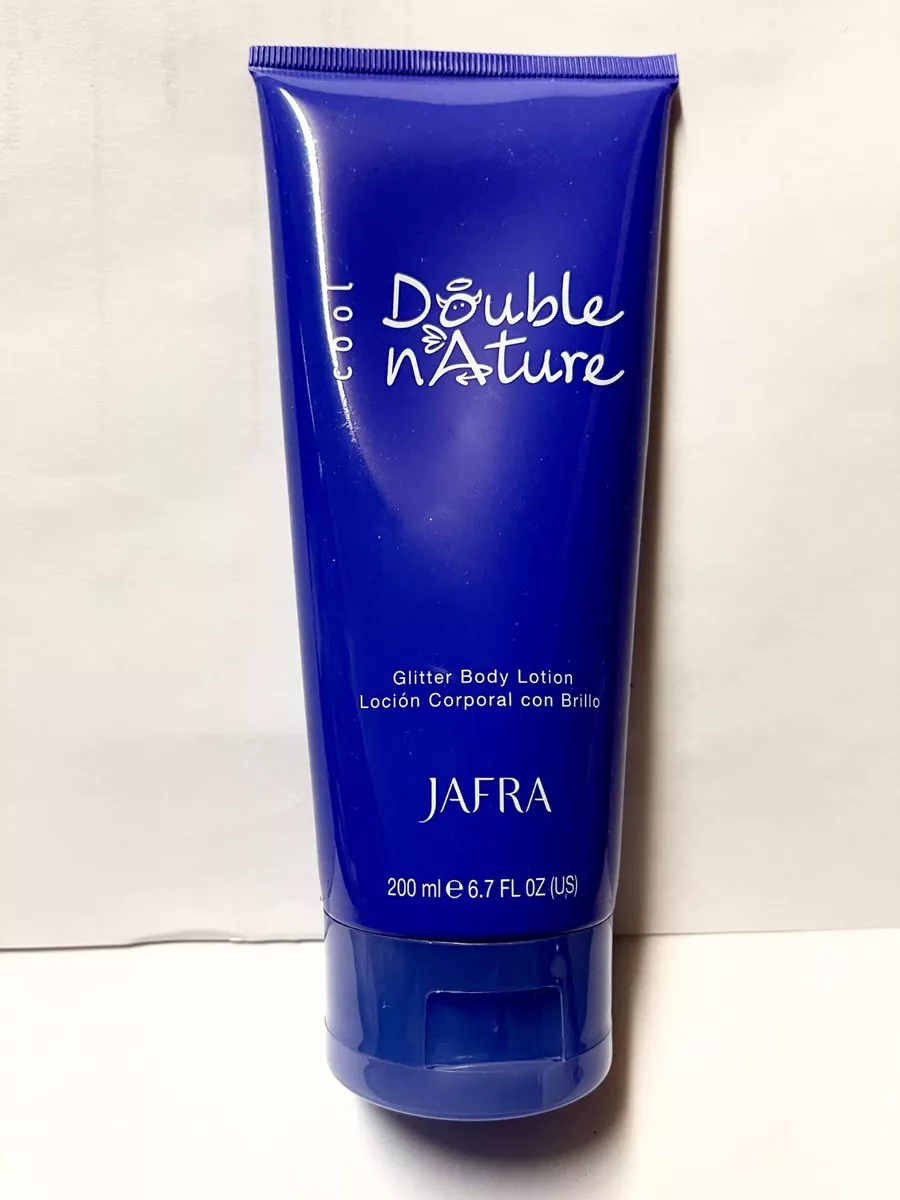 cool
Double
nAture
Glitter Body Lotion
Loción Corporal con Brillo
JAFRA
200 ml e 6.7 FL OZ (US)